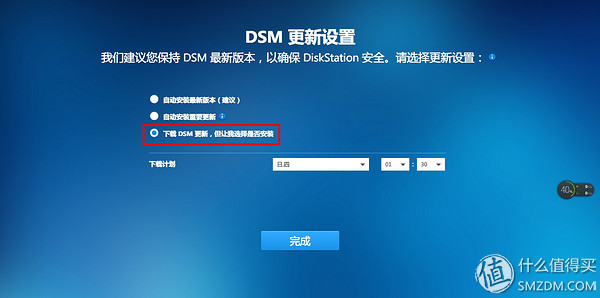 DSM 更新设置
我们建议您保持 DSM 最新版本，以确保 DiskStation 安全。请选择更新设置：
自动安装最新版本（建议）
自动安装重要更新
下载 DSM 更新，但让我选择是否安装
下载计划 日,四 01 : 30
40%
完成
值 什么值得买
SMZDM.COM